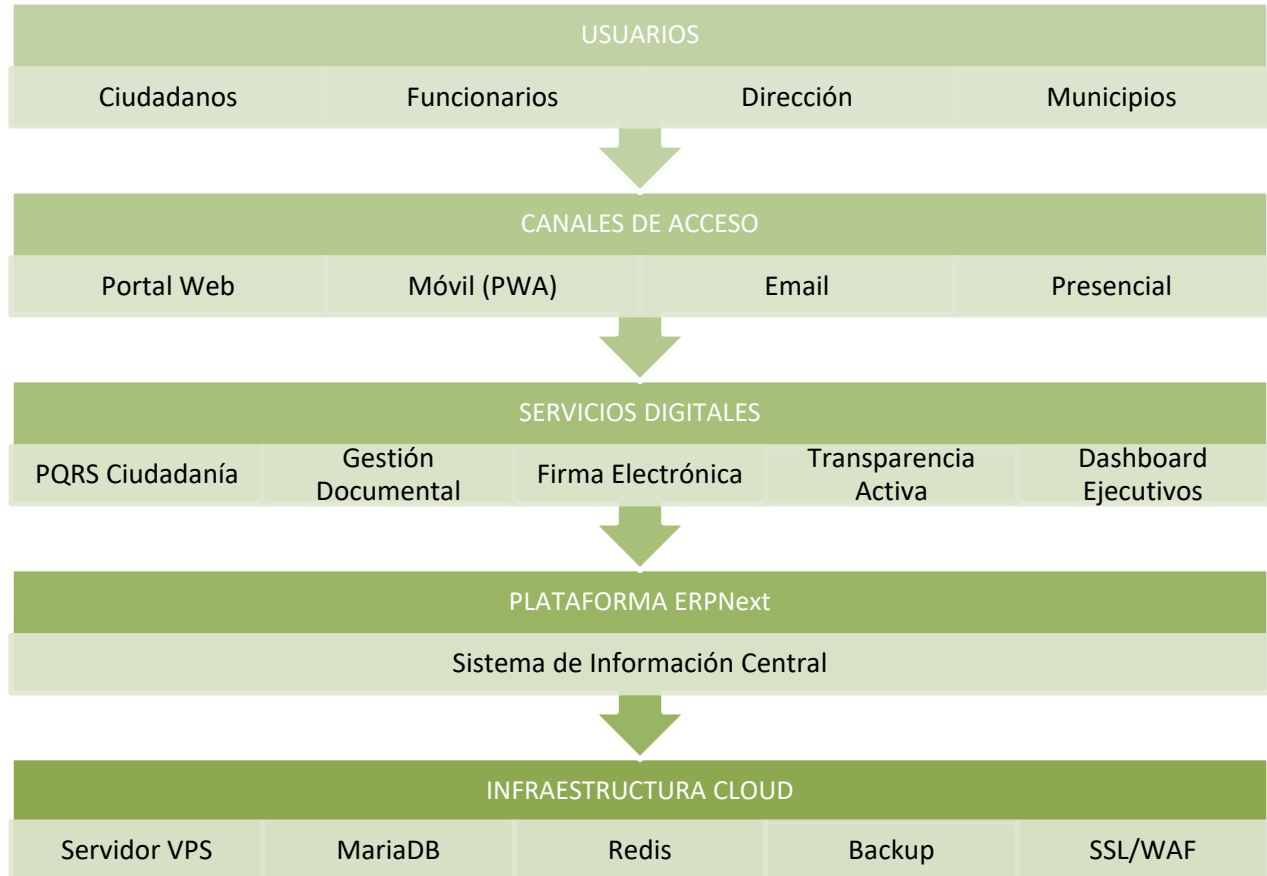 USUARIOS
Ciudadanos Funcionarios Dirección Municipios
CANALES DE ACCESO
Portal Web Móvil (PWA) Email Presencial
SERVICIOS DIGITALES
PQRS Ciudadanía
Gestión
Documental
Firma Electrónica
Transparencia
Activa
Dashboard
Ejecutivos
PLATAFORMA ERPNext
Sistema de Información Central
INFRAESTRUCTURA CLOUD
Servidor VPS MariaDB Redis Backup SSL/WAF